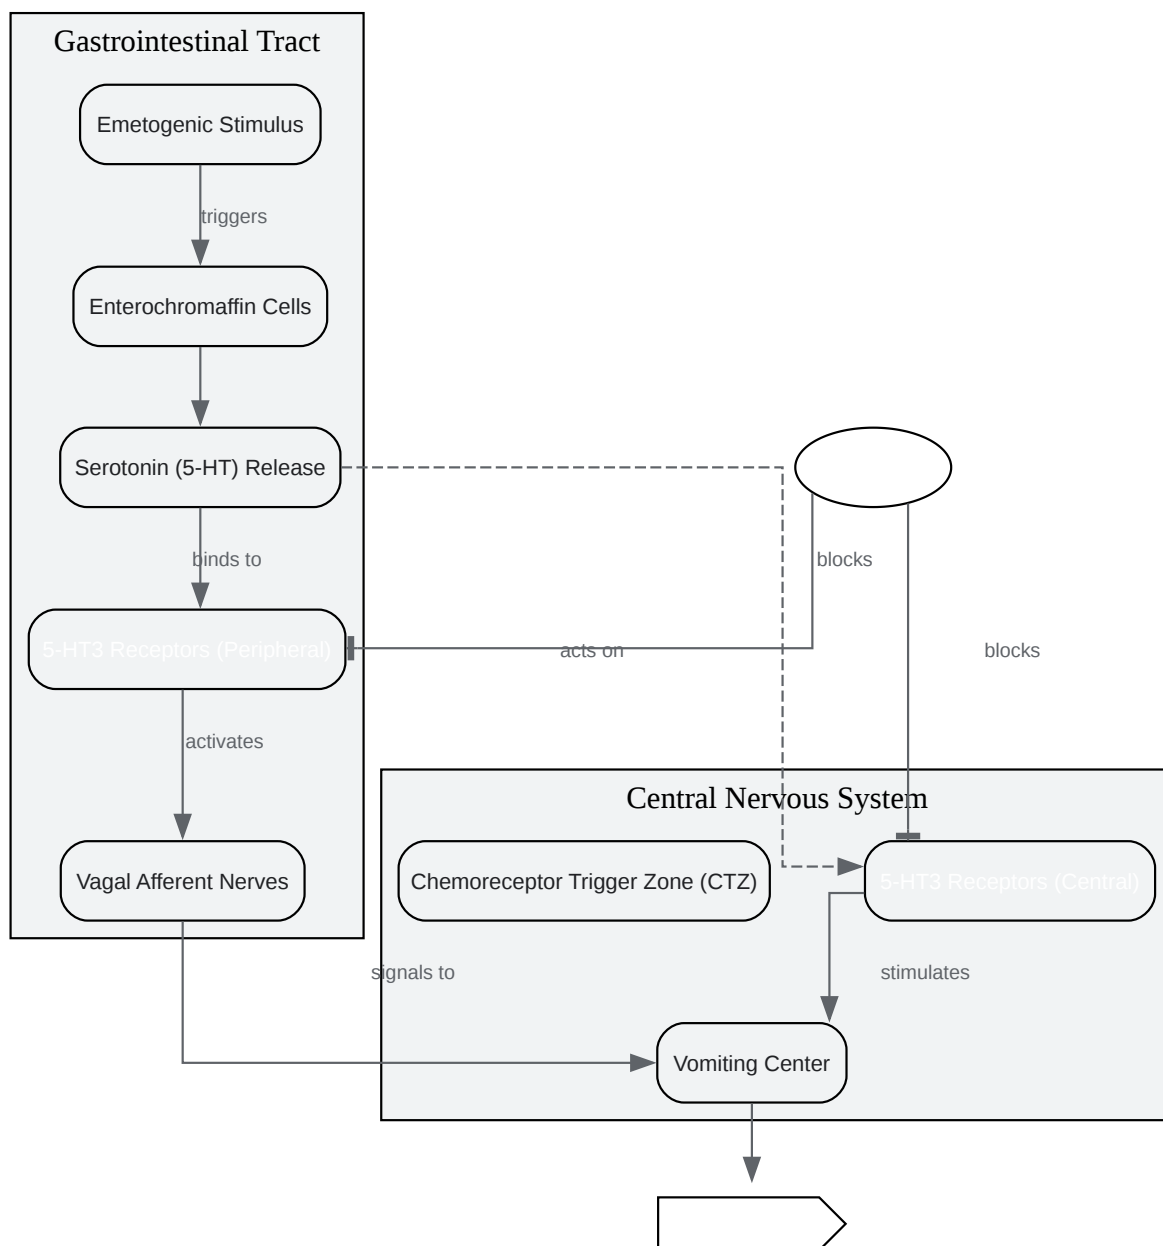 Gastrointestinal Tract
Emetogenic Stimulus
triggers
Enterochromaffin Cells
Serotonin (5-HT) Release
binds to
blocks
5-HT3 Receptors (Peripheral)
acts on
blocks
activates
Central Nervous System
Vagal Afferent Nerves
Chemoreceptor Trigger Zone (CTZ)
5-HT3 Receptors (Central)
signals to
stimulates
Vomiting Center